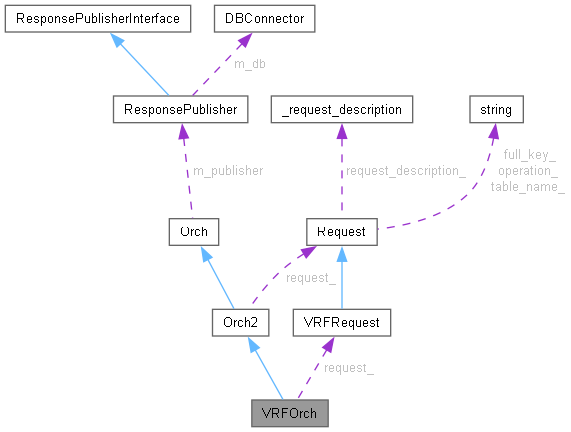 ResponsePublisherInterface
DBConnector
m_db
ResponsePublisher
_request_description
string
m_publisher
request_description_
full_key_
operation_
table_name_
Orch
Request
request_
Orch2
VRFRequest
request_
VRFOrch